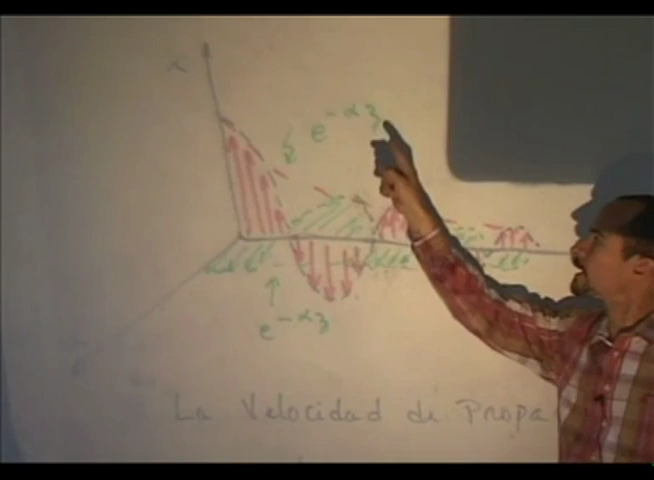 x
e^-αz
e^-αz
La Velocidad de Propa